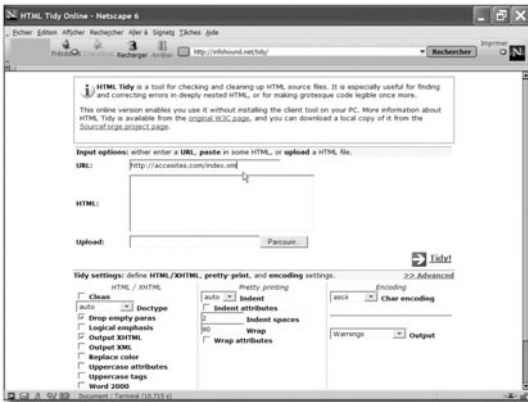 HTML Tidy Online - Netscape 6
Fichier Edition Afficher Rechercher Aller à Signets Tâches Aide
Précédent Recharger Arrêter http://infohound.net/tidy/ Rechercher Imprimer
HTML Tidy is a tool for checking and cleaning up HTML source files. It is especially useful for finding
and correcting errors in deeply nested HTML, or for making grotesque code legible once more.
This online version enables you to use it without installing the client tool on your PC. More information about
HTML Tidy is available from the original W3C page, and you can download a local copy of it from the
SourceForge project page.
Input options: either enter a URL, paste in some HTML, or upload a HTML file.
URL: http://accesites.com/index.xml
HTML:
Upload: Parcourir...
Tidy!
Tidy settings: define HTML/XHTML, pretty-print, and encoding settings. >> Advanced
HTML / XHTML Pretty printing Encoding
Clean auto Indent ascii Char encoding
auto Doctype Indent attributes
Drop empty paras 2 Indent spaces
Logical emphasis 90 Wrap Warnings Output
Output XHTML Wrap attributes
Output XML
Replace color
Uppercase attributes
Uppercase tags
Word 2000
Document : Terminé (10.715 s)